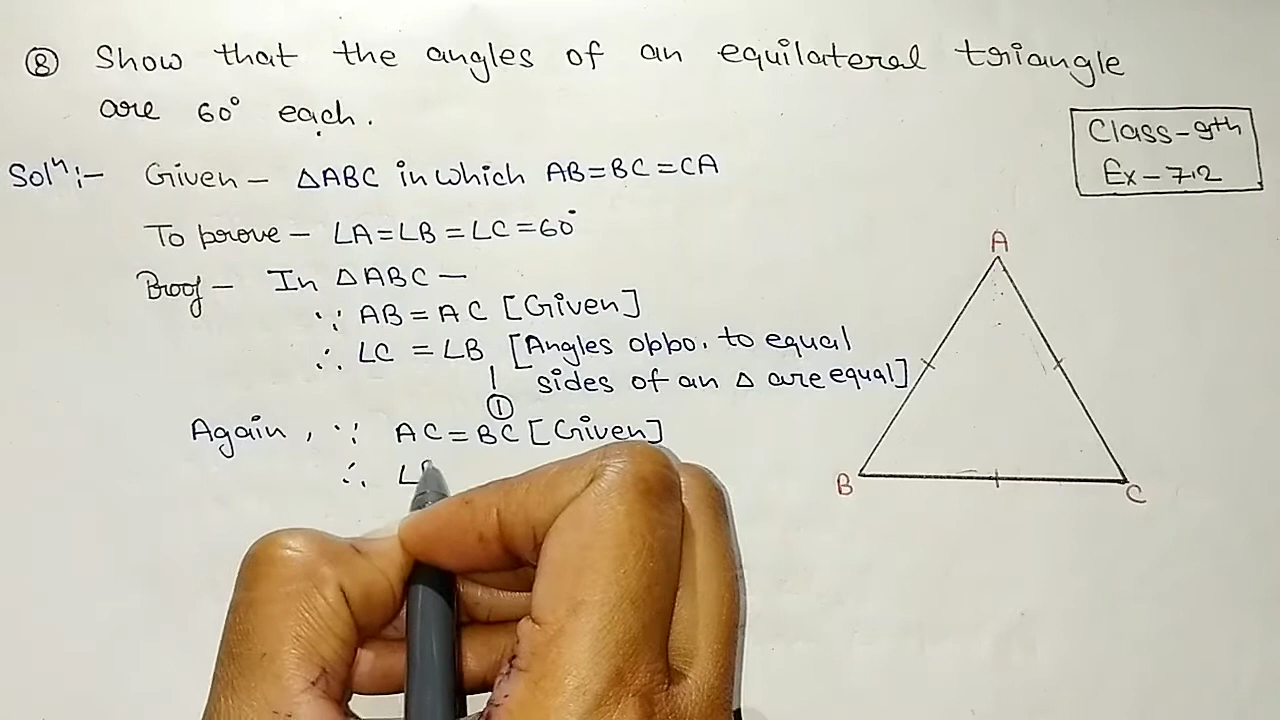 ⑧ Show that the angles of an equilateral triangle
are 60° each.
Class-9th
Ex-7.2
Solⁿ:- Given - △ABC in which AB=BC=CA
To prove - ∠A=∠B=∠C=60°
Proof - In △ABC -
∵ AB=AC [Given]
∴ ∠C = ∠B [Angles oppo. to equal
sides of an △ are equal]
①
Again, ∵ AC=BC [Given]
∴ ∠
A
B
C